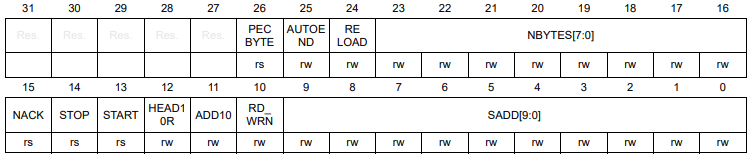 31 30 29 28 27 26 25 24 23 22 21 20 19 18 17 16
Res. Res. Res. Res. Res. PEC AUTOE RE NBYTES[7:0]
BYTE ND LOAD
rs rw rw rw rw rw rw rw rw rw rw
15 14 13 12 11 10 9 8 7 6 5 4 3 2 1 0
NACK STOP START HEAD1 ADD10 RD_ SADD[9:0]
0R WRN
rs rs rs rw rw rw rw rw rw rw rw rw rw rw rw rw